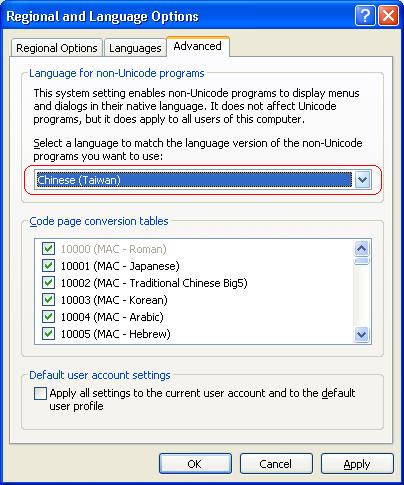 Regional and Language Options
Regional Options Languages Advanced
Language for non-Unicode programs
This system setting enables non-Unicode programs to display menus
and dialogs in their native language. It does not affect Unicode
programs, but it does apply to all users of this computer.
Select a language to match the language version of the non-Unicode
programs you want to use:
Chinese (Taiwan)
Code page conversion tables
10000 (MAC - Roman)
10001 (MAC - Japanese)
10002 (MAC - Traditional Chinese Big5)
10003 (MAC - Korean)
10004 (MAC - Arabic)
10005 (MAC - Hebrew)
Default user account settings
Apply all settings to the current user account and to the default
user profile
OK Cancel Apply